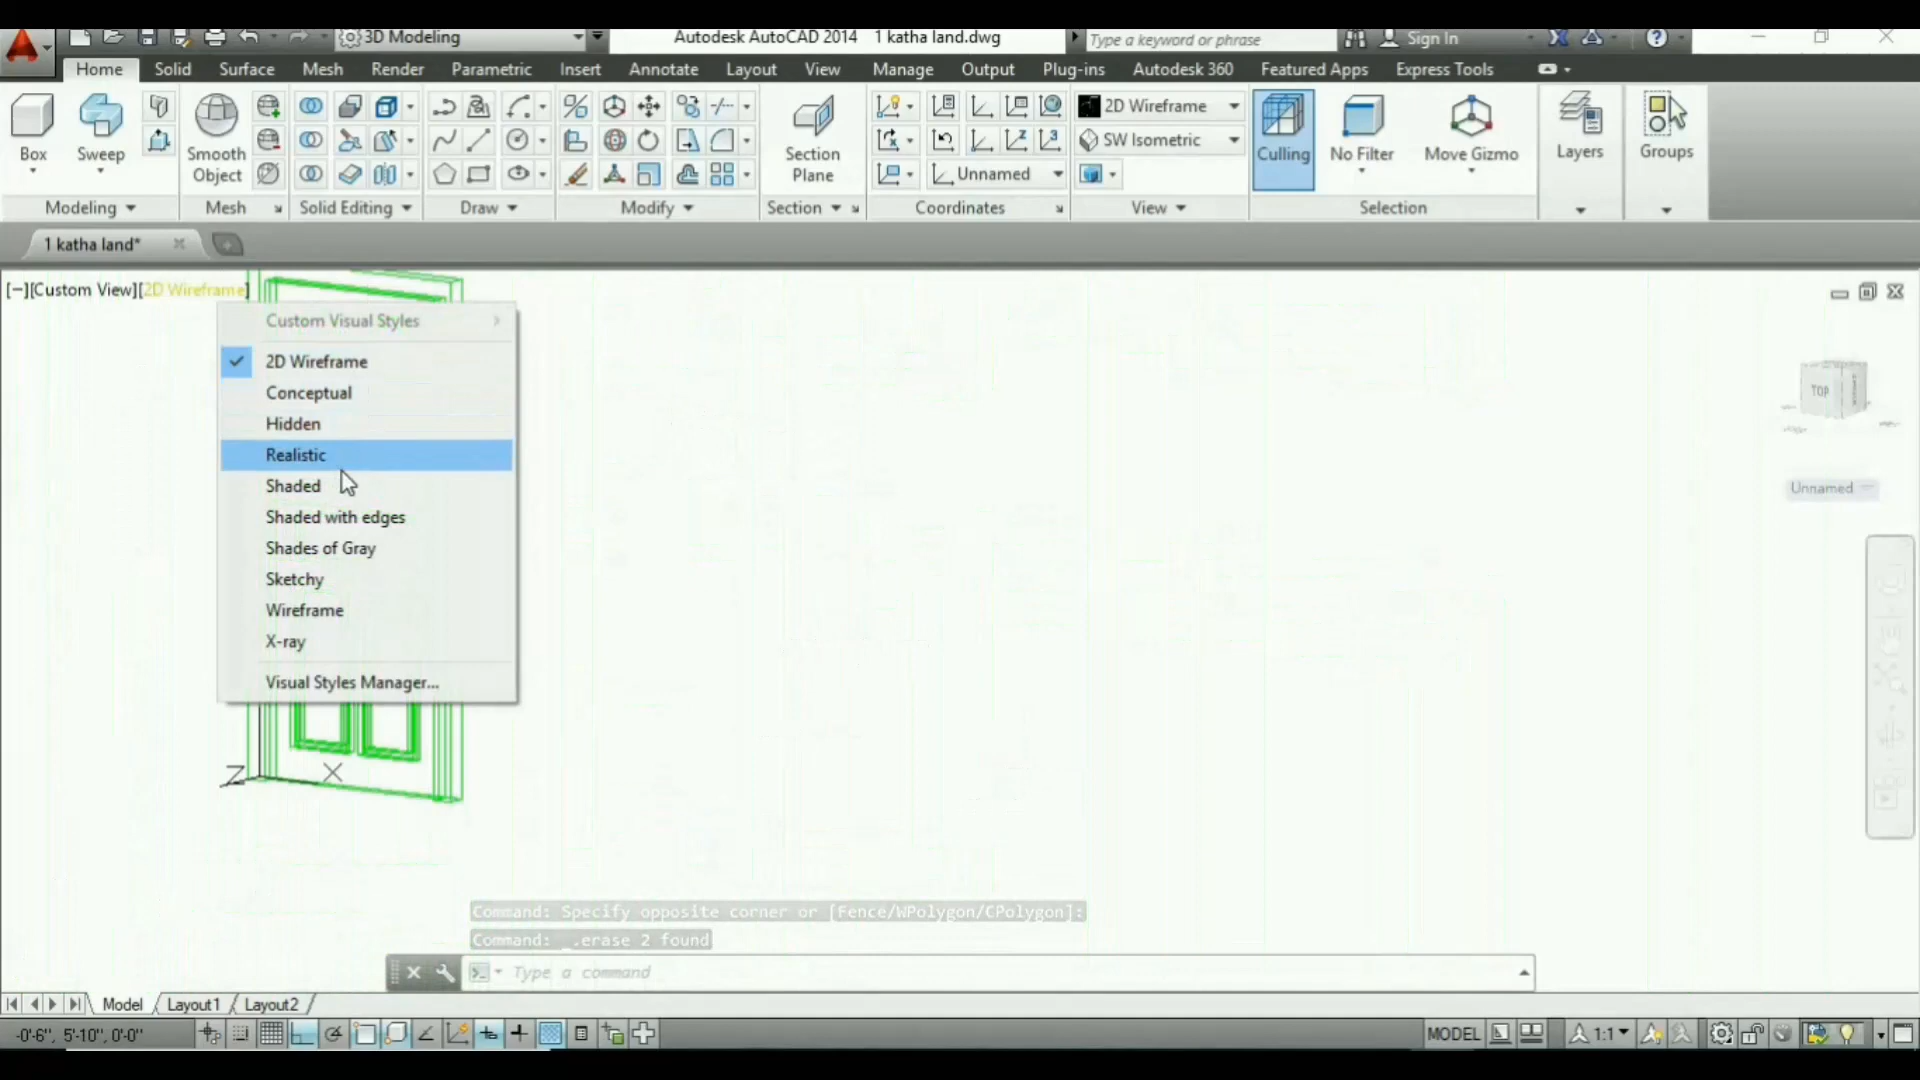 3D Modeling
Autodesk AutoCAD 2014 1 katha land.dwg
Type a keyword or phrase
Sign In
Home Solid Surface Mesh Render Parametric Insert Annotate Layout View Manage Output Plug-ins Autodesk 360 Featured Apps Express Tools
2D Wireframe
SW Isometric
Unnamed
Box
Sweep
Smooth
Object
Section
Plane
Culling
No Filter
Move Gizmo
Layers
Groups
Modeling
Mesh
Solid Editing
Draw
Modify
Section
Coordinates
View
Selection
1 katha land*
[−][Custom View][2D Wireframe]
Custom Visual Styles
2D Wireframe
Conceptual
Hidden
Realistic
Shaded
Shaded with edges
Shades of Gray
Sketchy
Wireframe
X-ray
Visual Styles Manager...
TOP
Unnamed
Z
X
Command: Specify opposite corner or [Fence/WPolygon/CPolygon]:
Command: _.erase 2 found
Type a command
Model Layout1 Layout2
-0'6", 5'-10", 0'-0"
MODEL
1:1